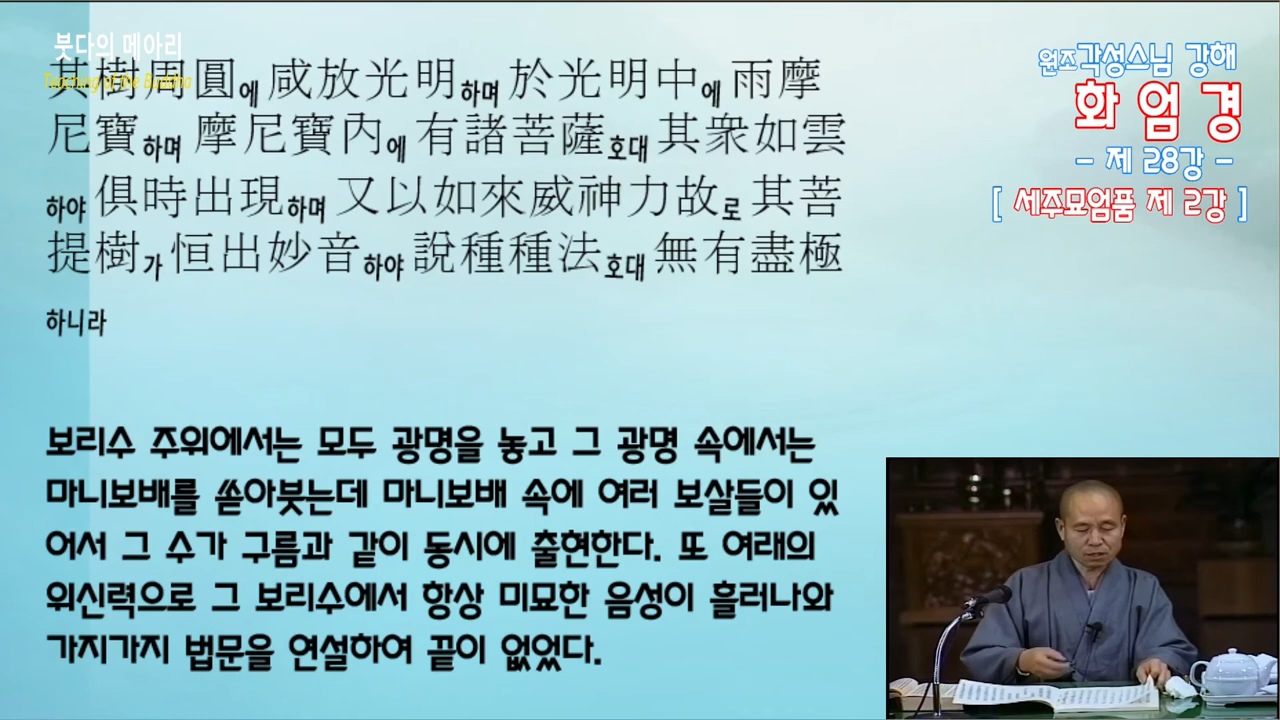 붓다의 메아리
Teaching of the Buddha
其樹周圓에 咸放光明하며 於光明中에 雨摩
尼寶하며 摩尼寶內에 有諸菩薩호대 其衆如雲
하야 俱時出現하며 又以如來威神力故로 其菩
提樹가 恒出妙音하야 說種種法호대 無有盡極
하니라
보리수 주위에서는 모두 광명을 놓고 그 광명 속에서는
마니보배를 쏟아붓는데 마니보배 속에 여러 보살들이 있
어서 그 수가 구름과 같이 동시에 출현한다. 또 여래의
위신력으로 그 보리수에서 항상 미묘한 음성이 흘러나와
가지가지 법문을 연설하여 끝이 없었다.
원조각성스님 강해
화엄경
- 제 28강 -
[ 세주묘엄품 제 2강 ]